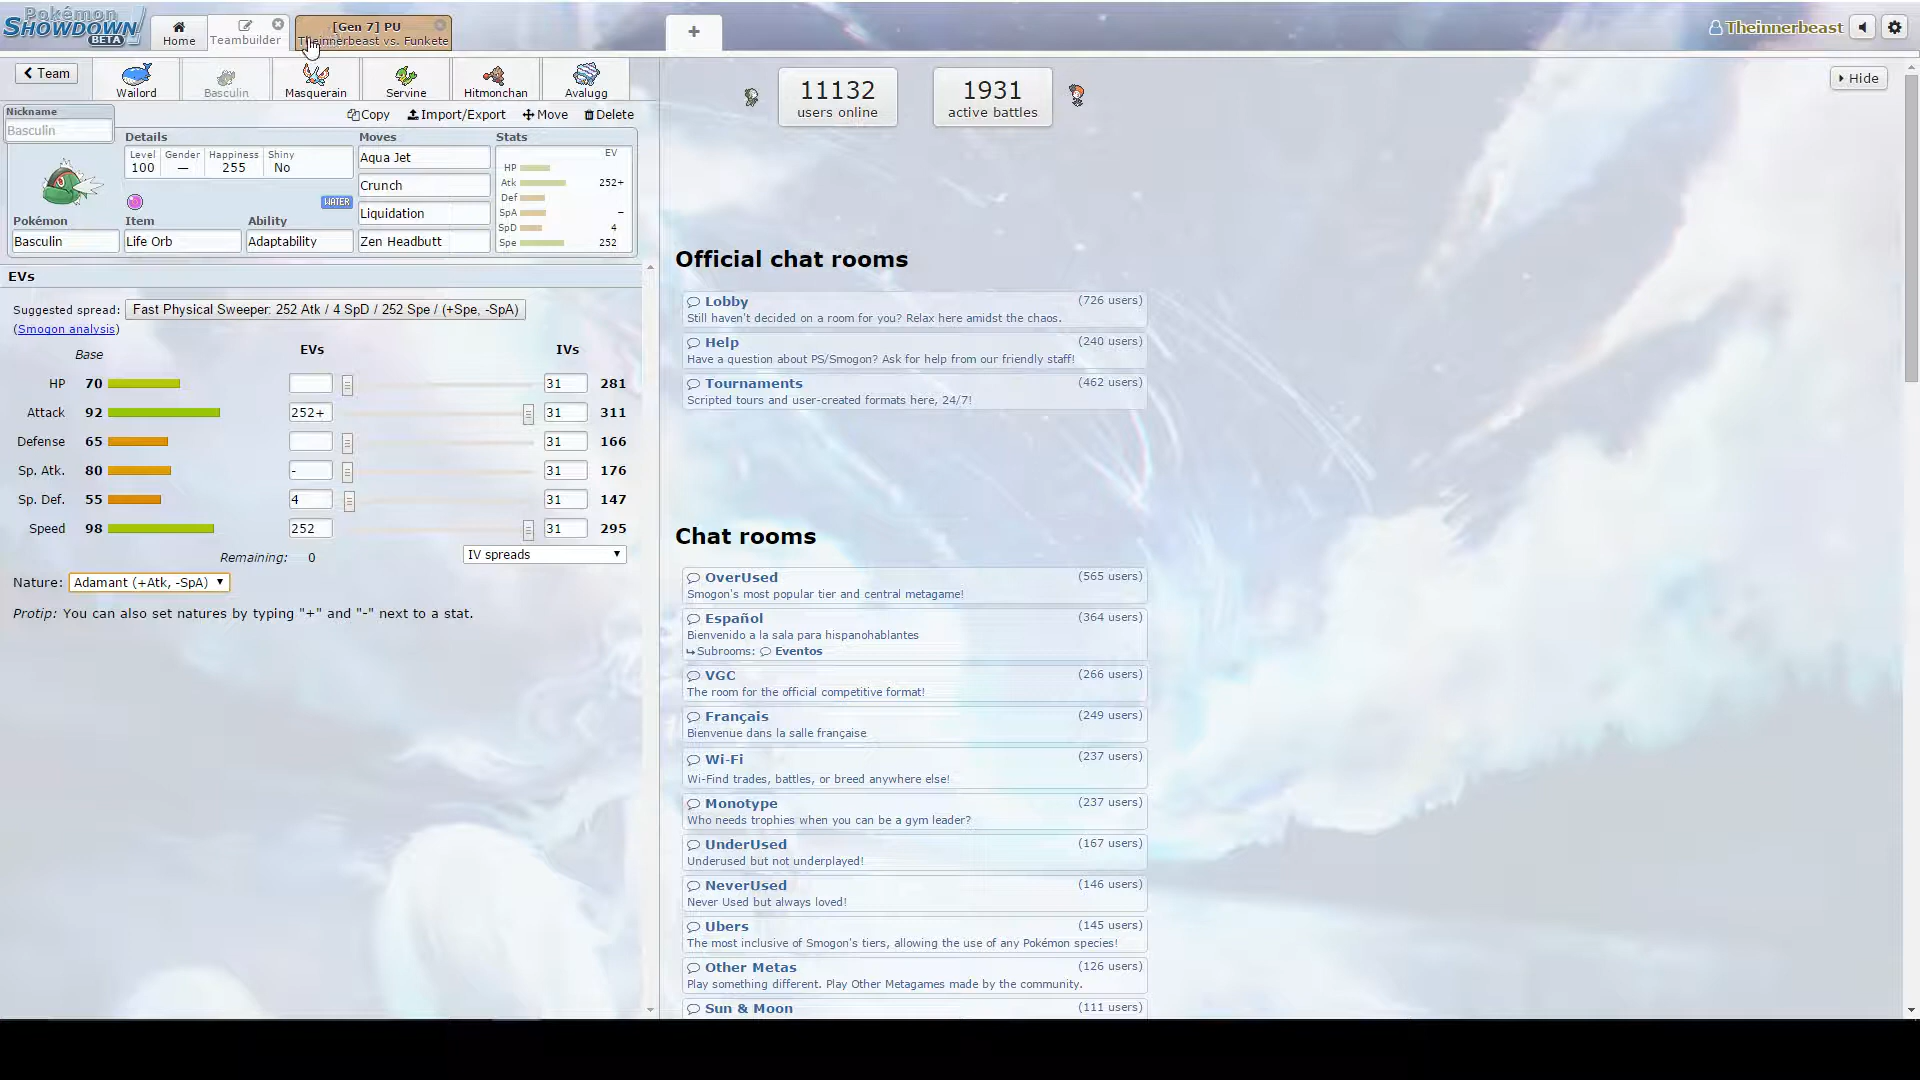 Pokémon
SHOWDOWN!
BETA
Home
Teambuilder
[Gen 7] PU
Theinnerbeast vs. Funkete
+
Theinnerbeast
Team
Wailord
Basculin
Masquerain
Servine
Hitmonchan
Avalugg
11132
users online
1931
active battles
Hide
Nickname
Basculin
Copy
Import/Export
Move
Delete
Details
Moves
Stats
Level
Gender
Happiness
Shiny
100
—
255
No
WATER
Pokémon
Item
Ability
Basculin
Life Orb
Adaptability
Aqua Jet
Crunch
Liquidation
Zen Headbutt
EV
HP
Atk 252+
Def
SpA –
SpD 4
Spe 252
EVs
Suggested spread: Fast Physical Sweeper: 252 Atk / 4 SpD / 252 Spe / (+Spe, -SpA)
(Smogon analysis)
Base EVs IVs
HP 70 31 281
Attack 92 252+ 31 311
Defense 65 31 166
Sp. Atk. 80 - 31 176
Sp. Def. 55 4 31 147
Speed 98 252 31 295
Remaining: 0
IV spreads
Nature: Adamant (+Atk, -SpA)
Protip: You can also set natures by typing "+" and "-" next to a stat.
Official chat rooms
Lobby (726 users)
Still haven't decided on a room for you? Relax here amidst the chaos.
Help (240 users)
Have a question about PS/Smogon? Ask for help from our friendly staff!
Tournaments (462 users)
Scripted tours and user-created formats here, 24/7!
Chat rooms
OverUsed (565 users)
Smogon's most popular tier and central metagame!
Español (364 users)
Bienvenido a la sala para hispanohablantes
↳Subrooms: Eventos
VGC (266 users)
The room for the official competitive format!
Français (249 users)
Bienvenue dans la salle française
Wi-Fi (237 users)
Wi-Find trades, battles, or breed anywhere else!
Monotype (237 users)
Who needs trophies when you can be a gym leader?
UnderUsed (167 users)
Underused but not underplayed!
NeverUsed (146 users)
Never Used but always loved!
Ubers (145 users)
The most inclusive of Smogon's tiers, allowing the use of any Pokémon species!
Other Metas (126 users)
Play something different. Play Other Metagames made by the community.
Sun & Moon (111 users)